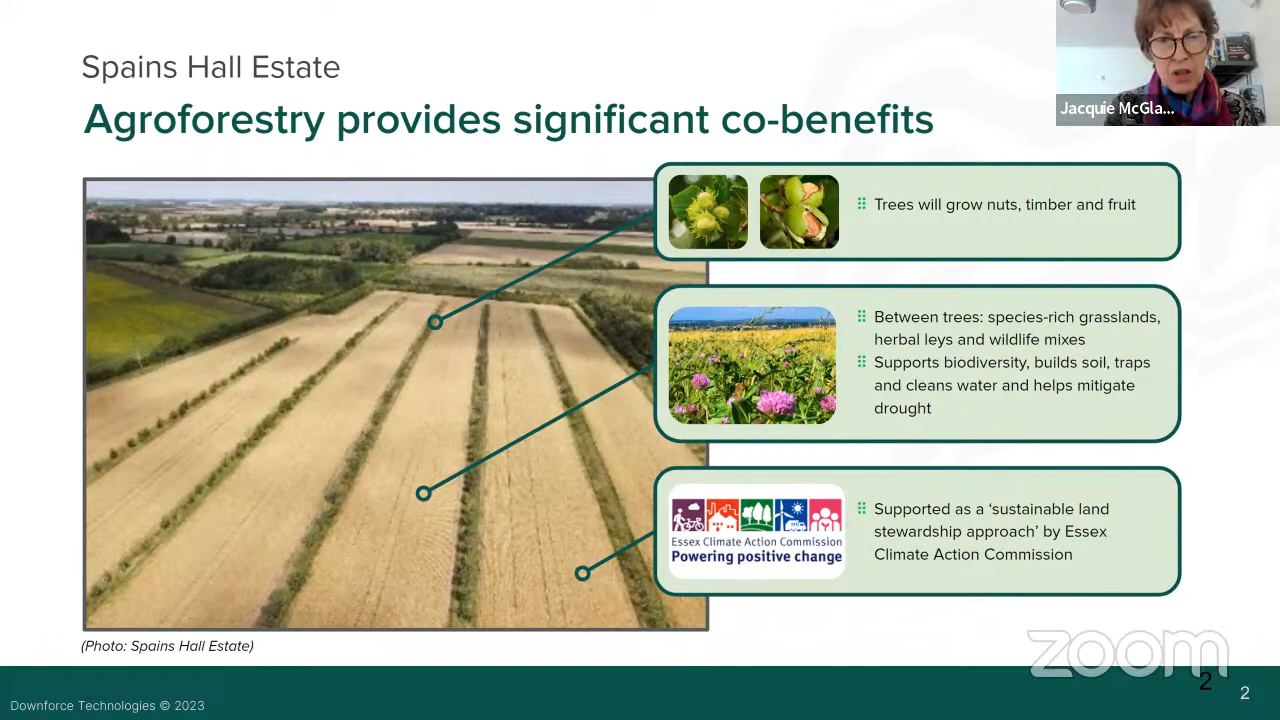 Spains Hall Estate
Agroforestry provides significant co-benefits
Jacquie McGla...
Trees will grow nuts, timber and fruit
Between trees: species-rich grasslands,
herbal leys and wildlife mixes
Supports biodiversity, builds soil, traps
and cleans water and helps mitigate
drought
Essex Climate Action Commission
Powering positive change
Supported as a ‘sustainable land
stewardship approach’ by Essex
Climate Action Commission
(Photo: Spains Hall Estate)
zoom
Downforce Technologies © 2023
2
2